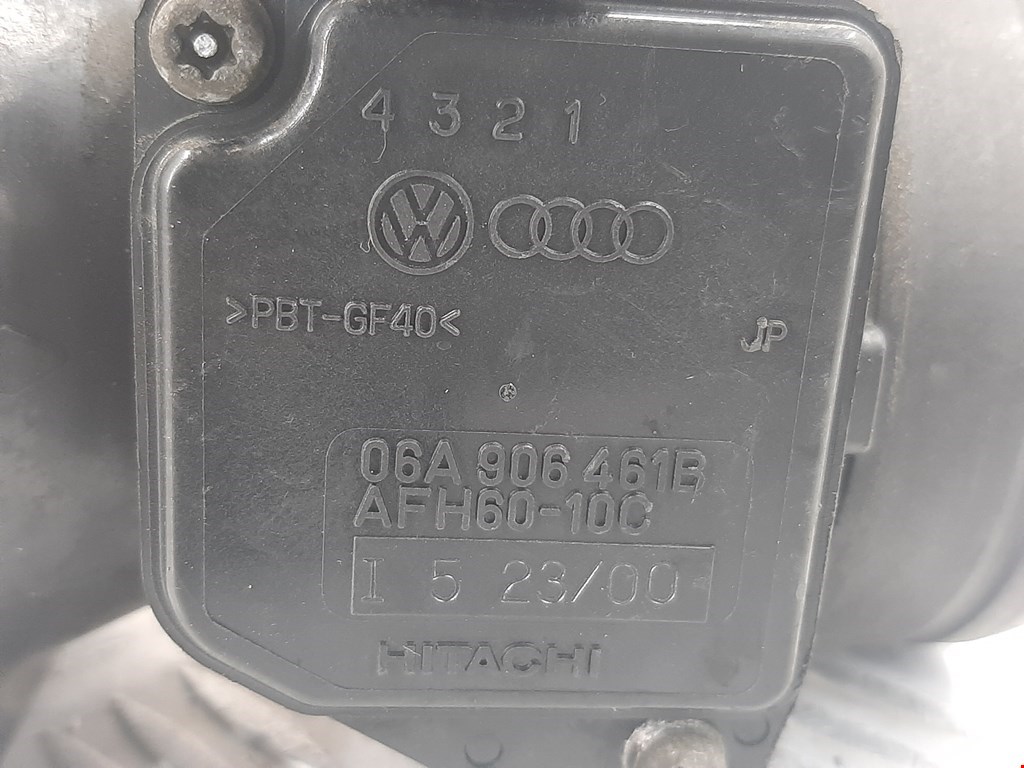 4 3 2 1
>PBT-GF40<
JP
06A 906 461B
AFH60-10C
I 5 23/00
HITACHI